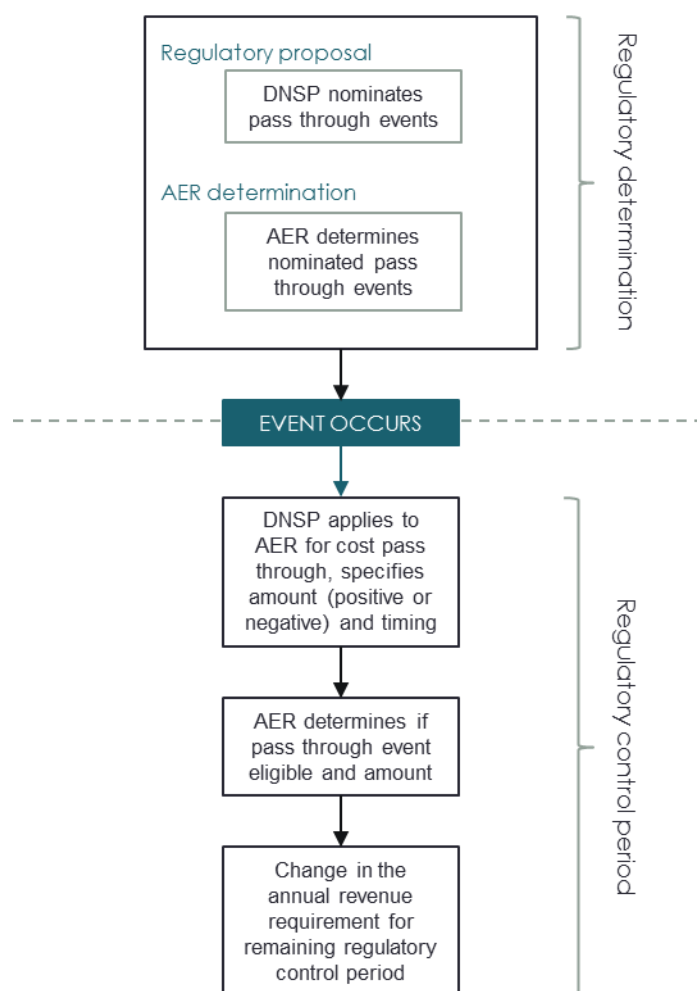 Regulatory proposal
DNSP nominates
pass through events
AER determination
AER determines
nominated pass
through events
Regulatory determination
EVENT OCCURS
DNSP applies to
AER for cost pass
through, specifies
amount (positive or
negative) and timing
AER determines if
pass through event
eligible and amount
Change in the
annual revenue
requirement for
remaining regulatory
control period
Regulatory control period